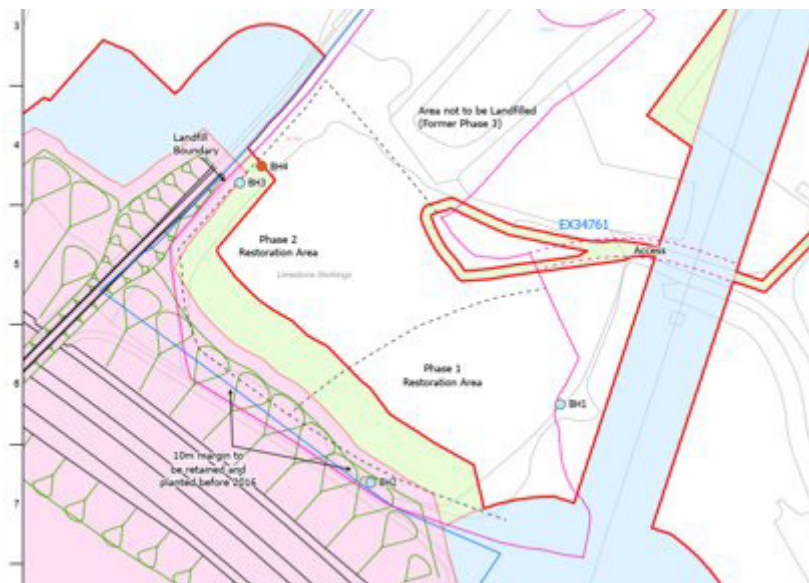 3
Area not to be Landfilled
(Former Phase 3)
Landfill
Boundary
4
BH4
BH3
EX34761
Access
Phase 2
Restoration Area
5
Limestone Workings
Phase 1
Restoration Area
6
BH1
10m margin to
be retained and
planted before 2016
BH2
7